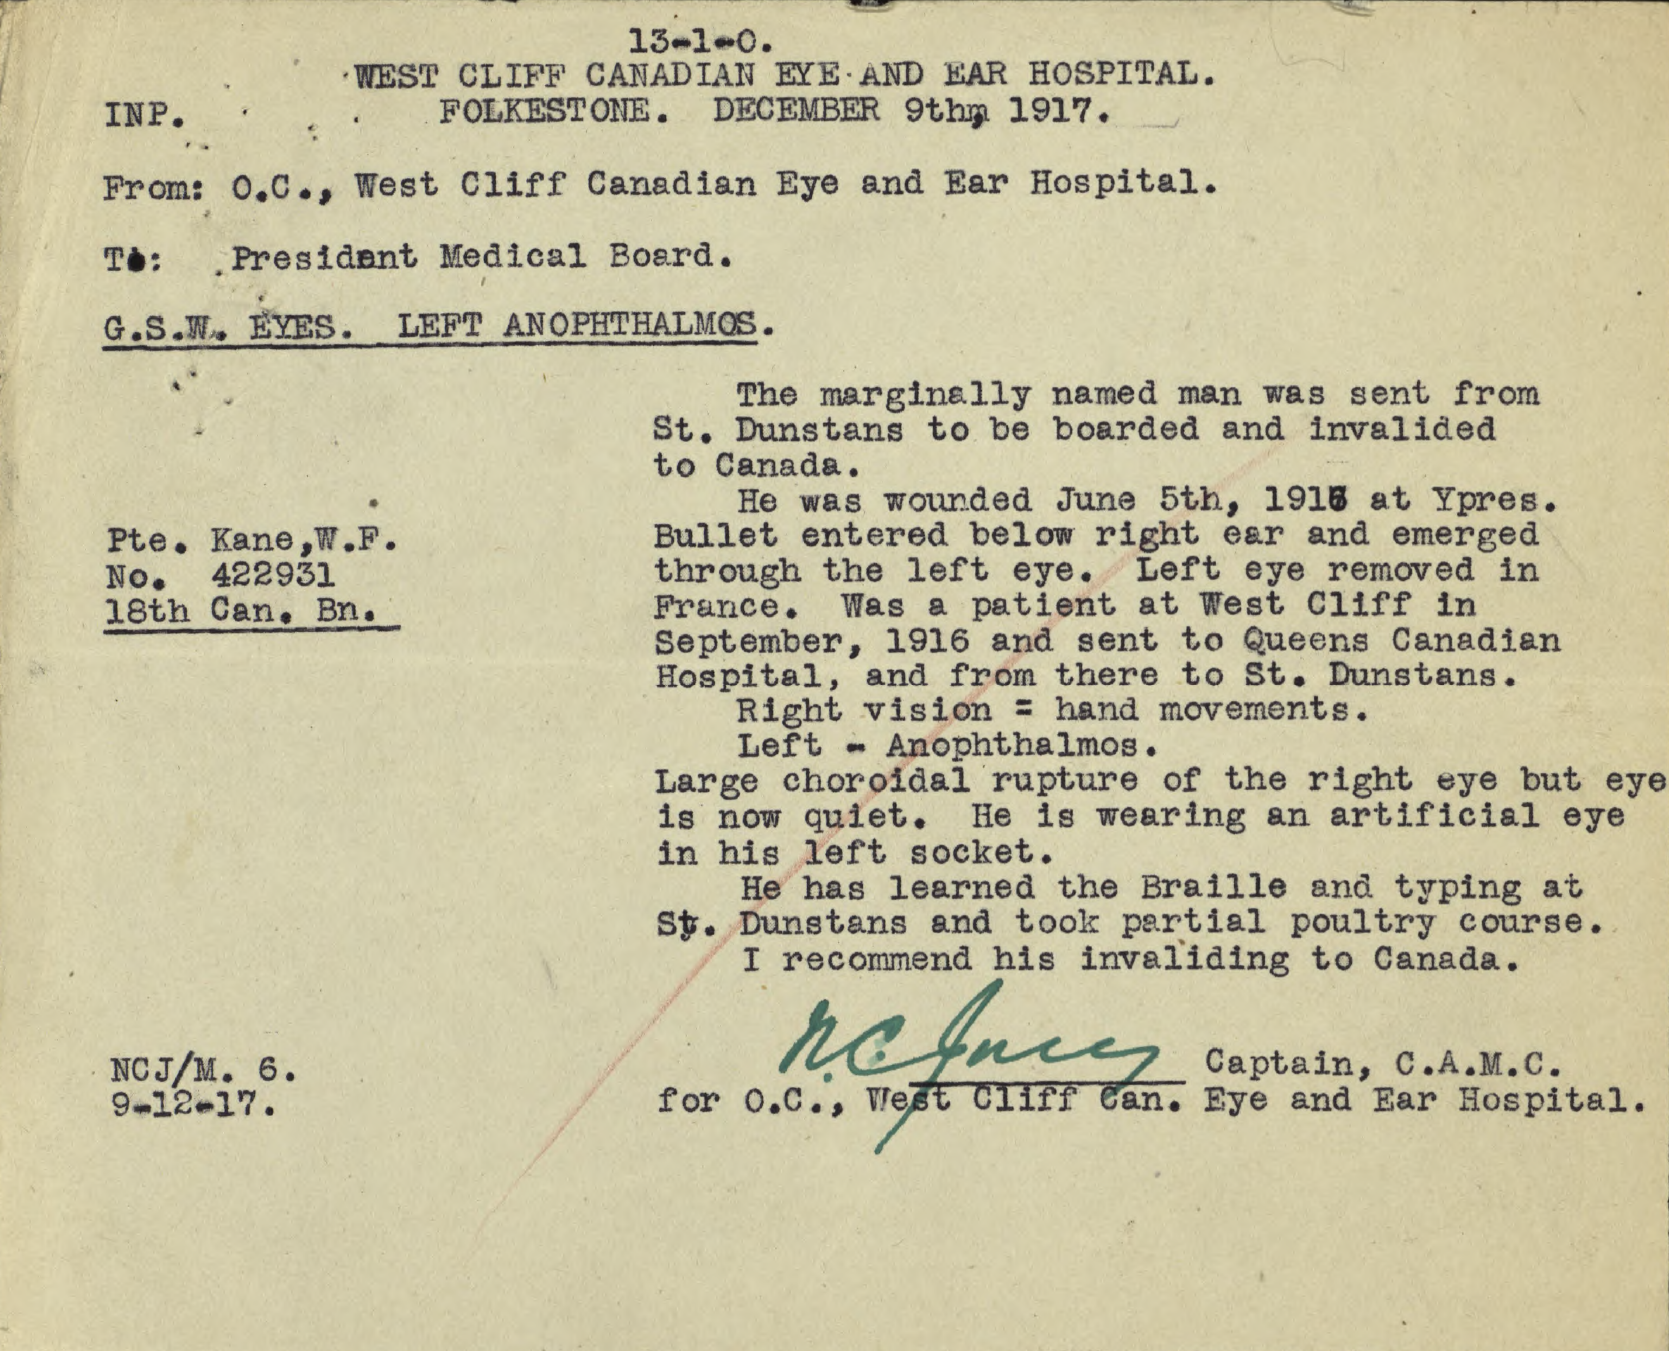 13-1-0.
WEST CLIFF CANADIAN EYE AND EAR HOSPITAL.
INP. FOLKESTONE. DECEMBER 9th, 1917.
From: O.C., West Cliff Canadian Eye and Ear Hospital.
To: President Medical Board.
G.S.W. EYES. LEFT ANOPHTHALMOS.
The marginally named man was sent from
St. Dunstans to be boarded and invalided
to Canada.
He was wounded June 5th, 1916 at Ypres.
Pte. Kane,W.F.
No. 422931
18th Can. Bn.
Bullet entered below right ear and emerged
through the left eye. Left eye removed in
France. Was a patient at West Cliff in
September, 1916 and sent to Queens Canadian
Hospital, and from there to St. Dunstans.
Right vision = hand movements.
Left - Anophthalmos.
Large choroidal rupture of the right eye but eye
is now quiet. He is wearing an artificial eye
in his left socket.
He has learned the Braille and typing at
St. Dunstans and took partial poultry course.
I recommend his invaliding to Canada.
N.C. Captain, C.A.M.C.
for O.C., West Cliff Can. Eye and Ear Hospital.
NCJ/M. 6.
9-12-17.